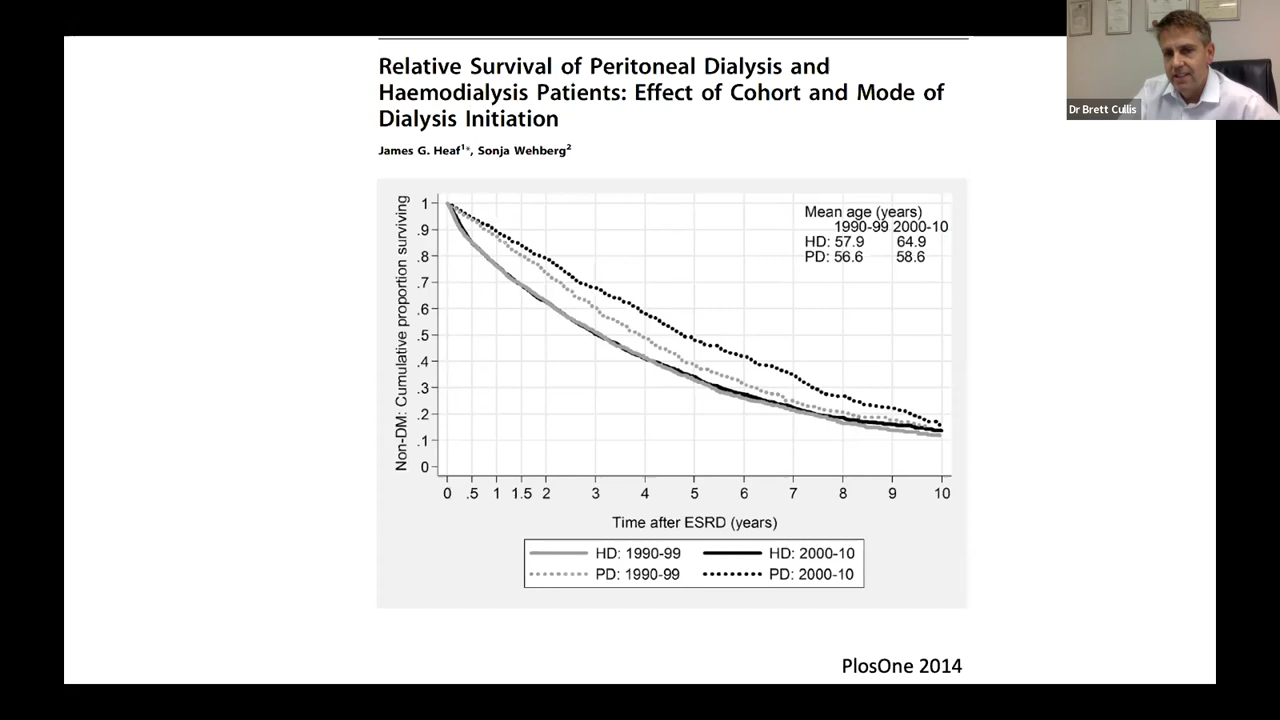 Relative Survival of Peritoneal Dialysis and
Haemodialysis Patients: Effect of Cohort and Mode of
Dialysis Initiation
James G. Heaf1*, Sonja Wehberg2
Dr Brett Cullis
Non-DM: Cumulative proportion surviving
1
.9
.8
.7
.6
.5
.4
.3
.2
.1
0
Mean age (years)
1990-99 2000-10
HD: 57.9 64.9
PD: 56.6 58.6
0 .5 1 1.5 2 3 4 5 6 7 8 9 10
Time after ESRD (years)
HD: 1990-99 HD: 2000-10
PD: 1990-99 PD: 2000-10
PlosOne 2014